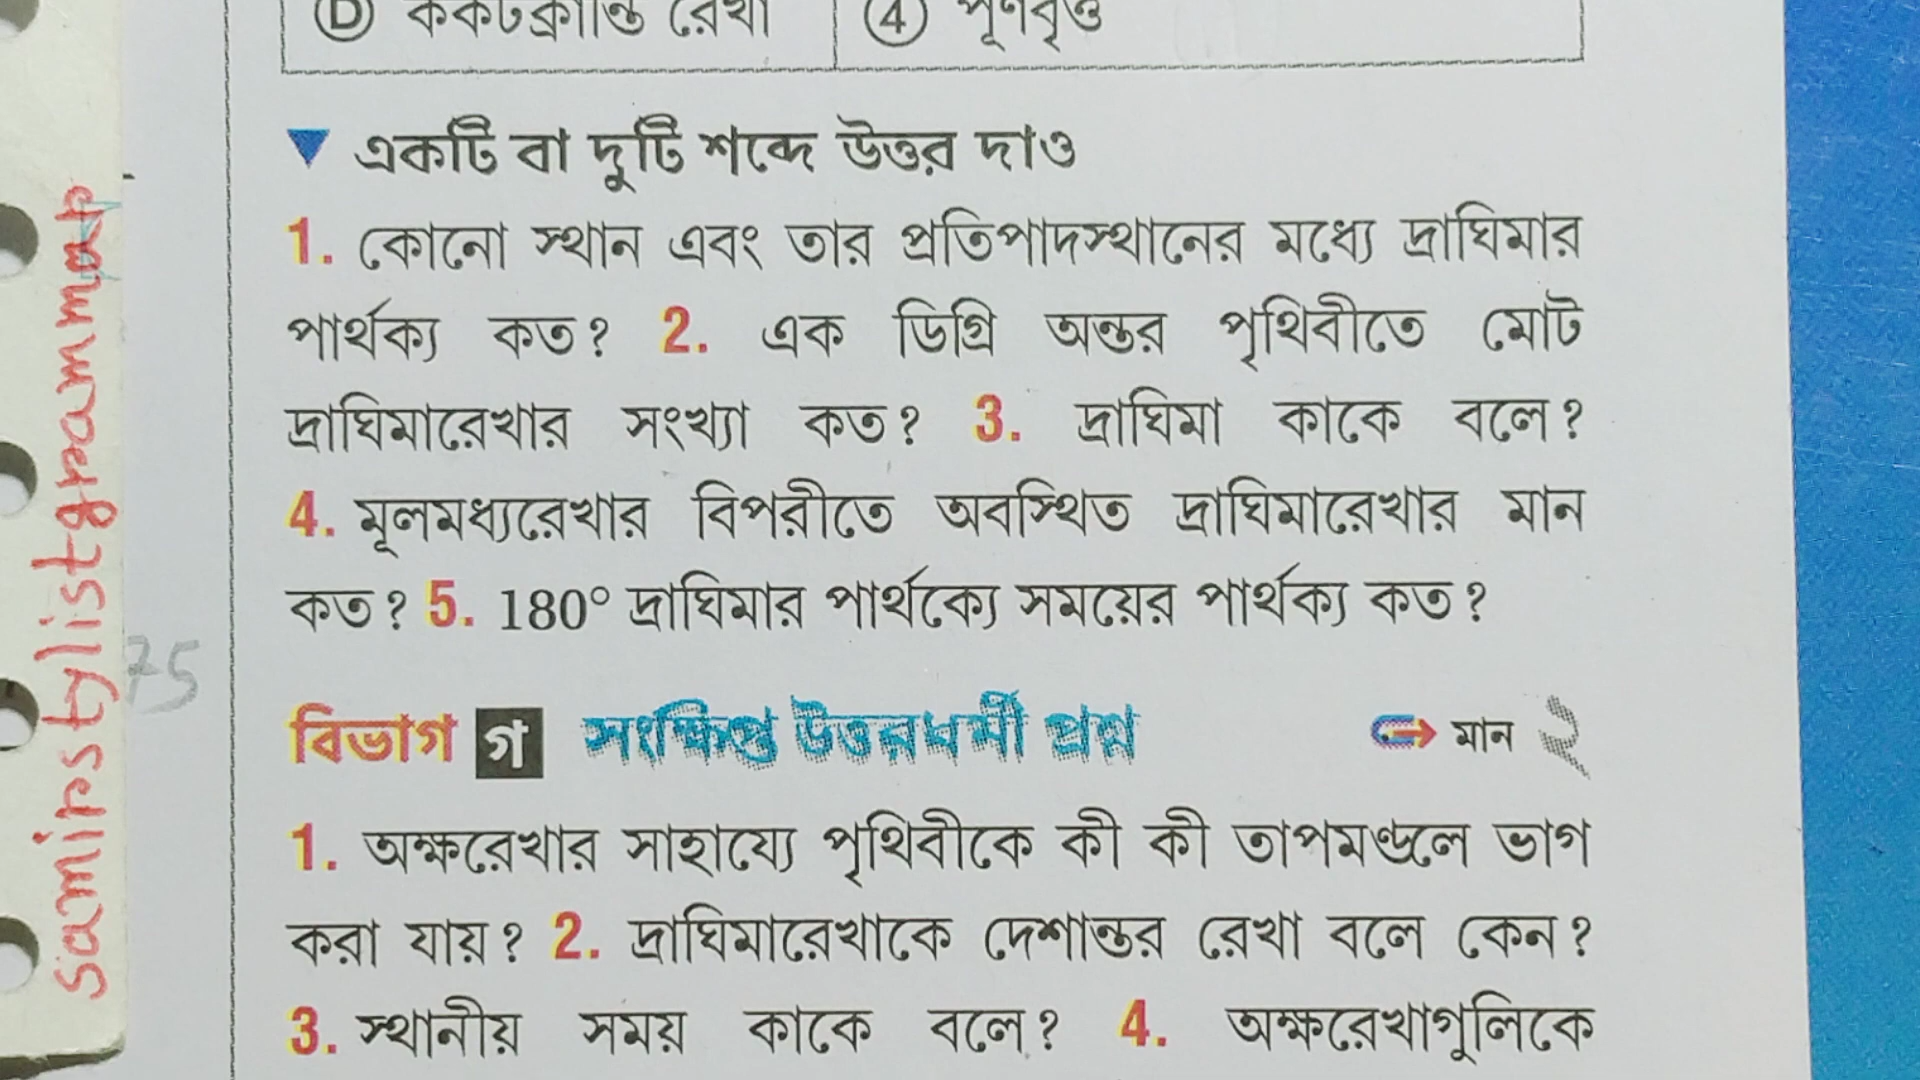 D কর্কটক্রান্তি রেখা 4 পূর্ণবৃত্ত
▼ একটি বা দুটি শব্দে উত্তর দাও
1. কোনো স্থান এবং তার প্রতিপাদস্থানের মধ্যে দ্রাঘিমার
পার্থক্য কত? 2. এক ডিগ্রি অন্তর পৃথিবীতে মোট
দ্রাঘিমারেখার সংখ্যা কত? 3. দ্রাঘিমা কাকে বলে?
4. মূলমধ্যরেখার বিপরীতে অবস্থিত দ্রাঘিমারেখার মান
কত? 5. 180° দ্রাঘিমার পার্থক্যে সময়ের পার্থক্য কত?
বিভাগ গ সংক্ষিপ্ত উত্তরধর্মী প্রশ্ন ⇨ মান ২
1. অক্ষরেখার সাহায্যে পৃথিবীকে কী কী তাপমণ্ডলে ভাগ
করা যায়? 2. দ্রাঘিমারেখাকে দেশান্তর রেখা বলে কেন?
3. স্থানীয় সময় কাকে বলে? 4. অক্ষরেখাগুলিকে
samirstylistgrammar
75